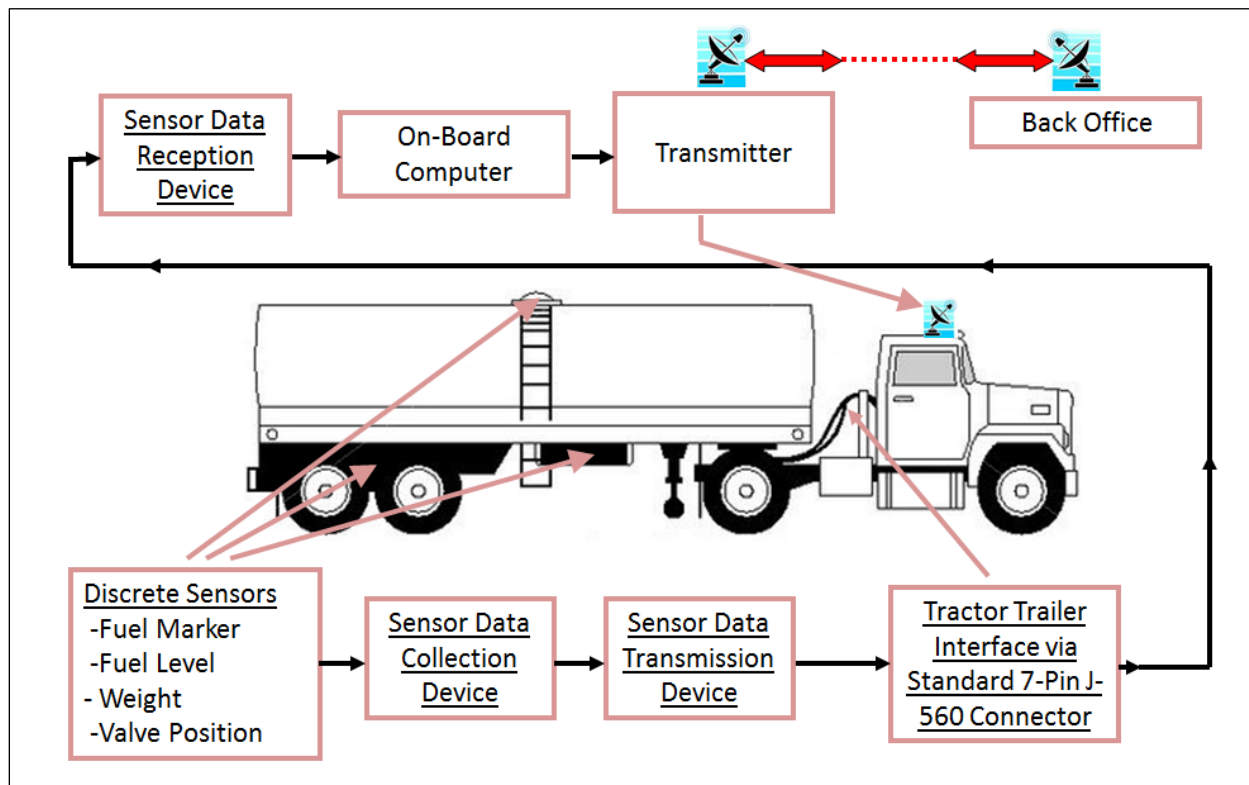 Sensor Data
Reception
Device
On-Board
Computer
Transmitter
Back Office
Discrete Sensors
-Fuel Marker
-Fuel Level
- Weight
-Valve Position
Sensor Data
Collection
Device
Sensor Data
Transmission
Device
Tractor Trailer
Interface via
Standard 7-Pin J-
560 Connector